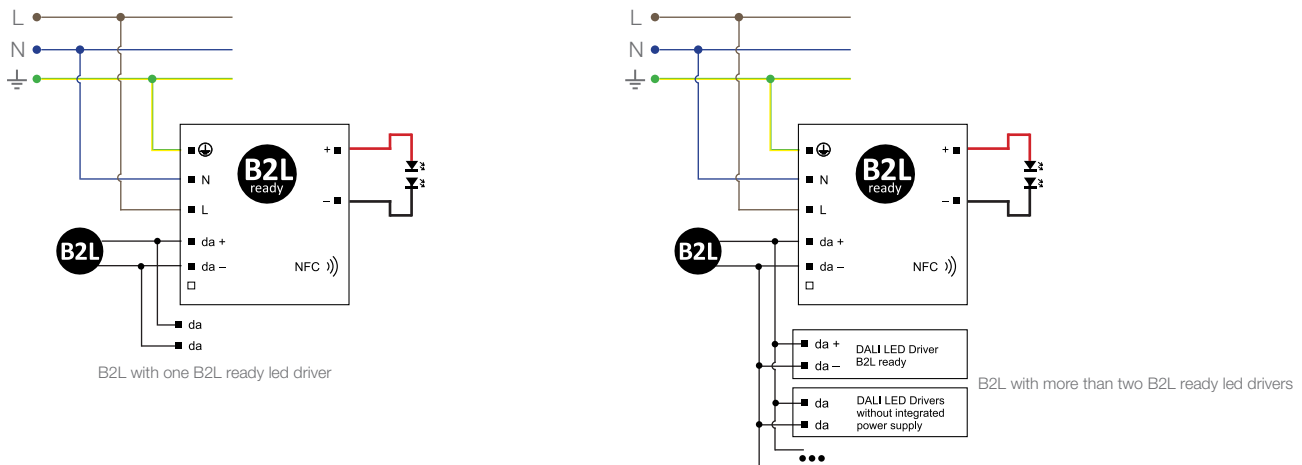 L
N
B2L
ready
+
N
–
L
B2L
da +
da –
NFC
da
da
B2L with one B2L ready led driver
L
N
B2L
ready
+
N
–
L
B2L
da +
da –
NFC
da +
da –
DALI LED Driver
B2L ready
B2L with more than two B2L ready led drivers
da
da
DALI LED Drivers
without integrated
power supply
•••